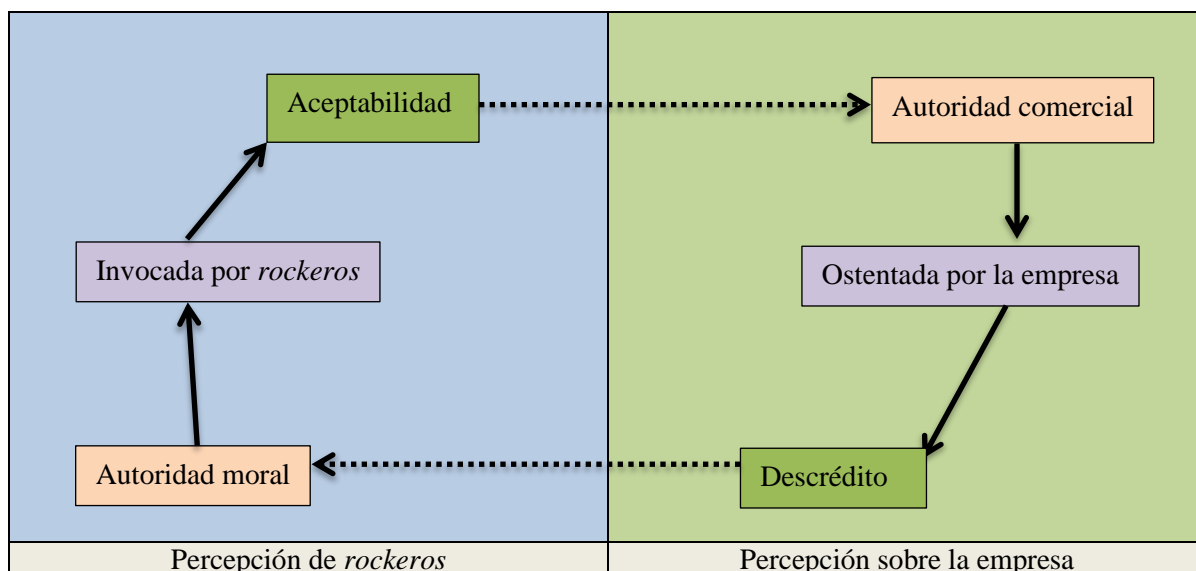 Aceptabilidad
Autoridad comercial
Invocada por rockeros
Ostentada por la empresa
Autoridad moral
Descrédito
Percepción de rockeros
Percepción sobre la empresa